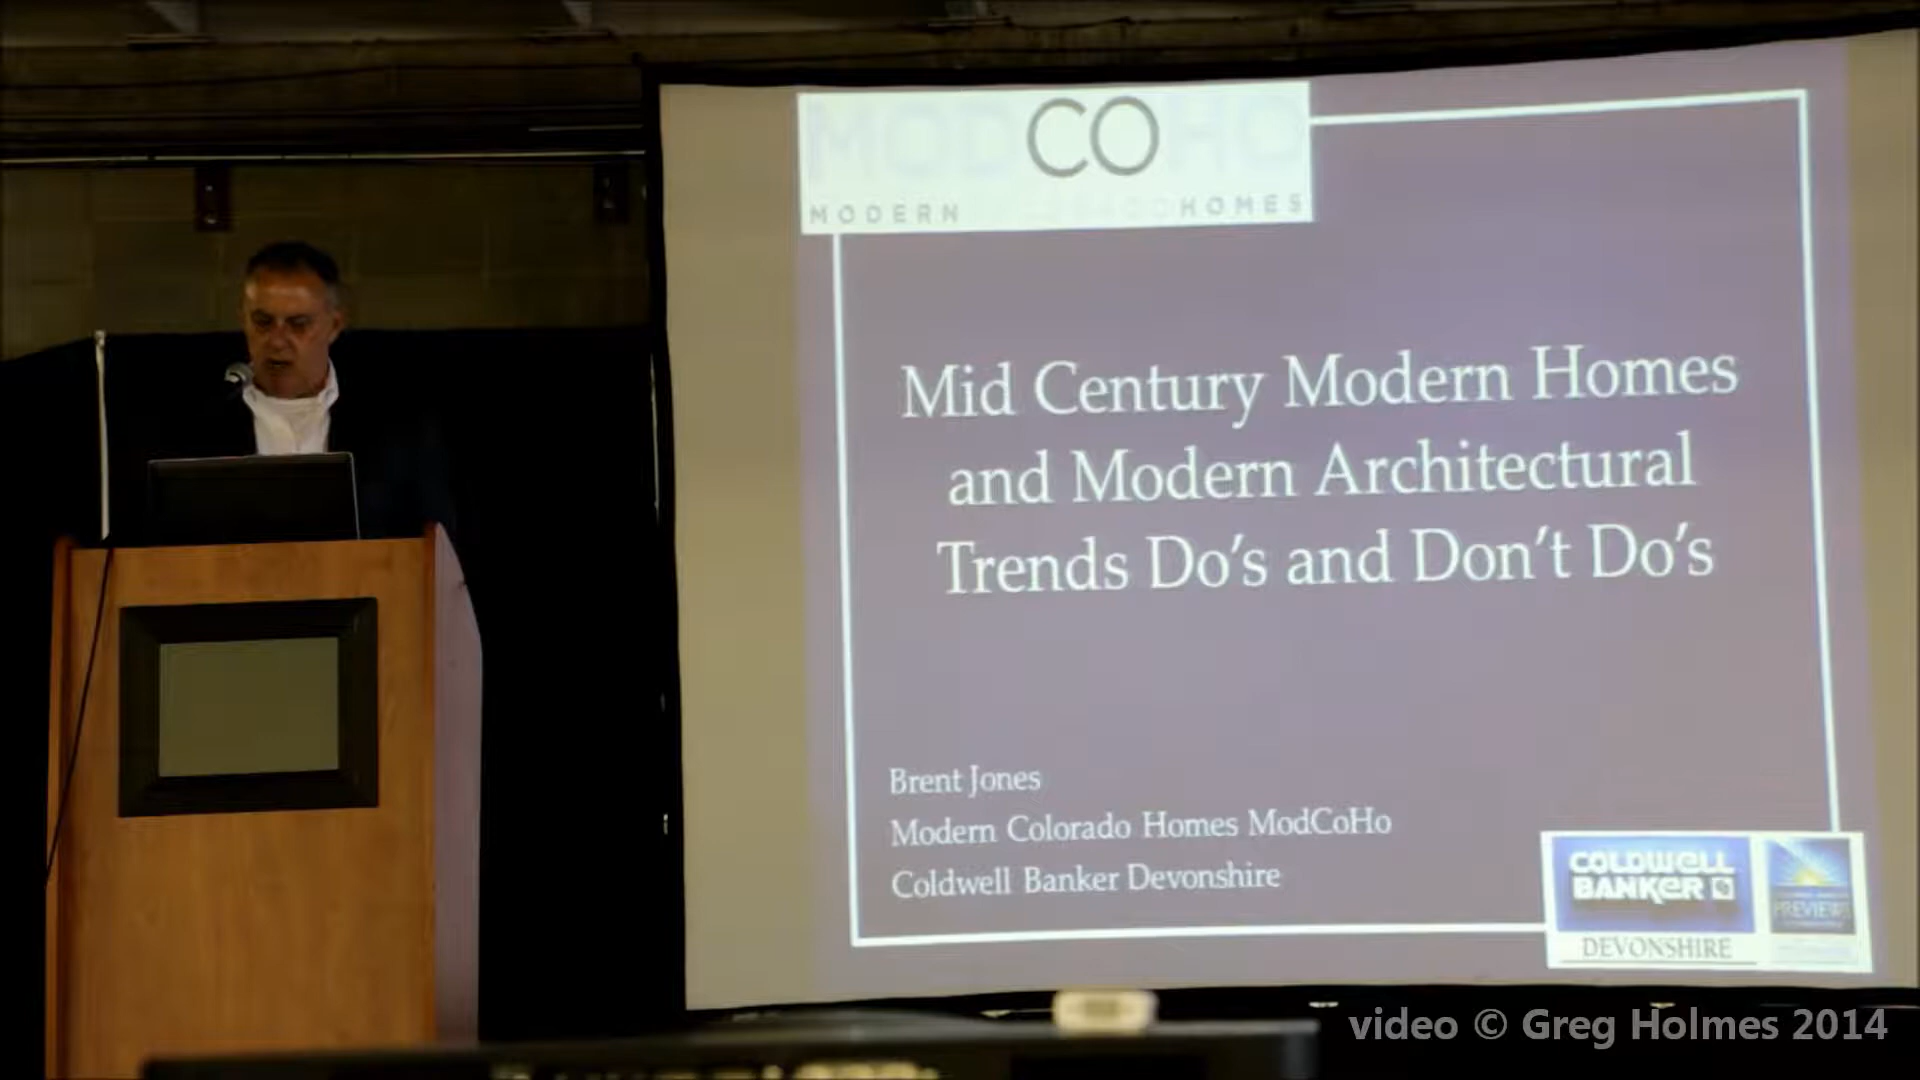 MODCOHO
MODERN HOMES
Mid Century Modern Homes
and Modern Architectural
Trends Do's and Don't Do's
Brent Jones
Modern Colorado Homes ModCoHo
Coldwell Banker Devonshire
COLDWELL
BANKER
PREVIEWS
DEVONSHIRE
video © Greg Holmes 2014